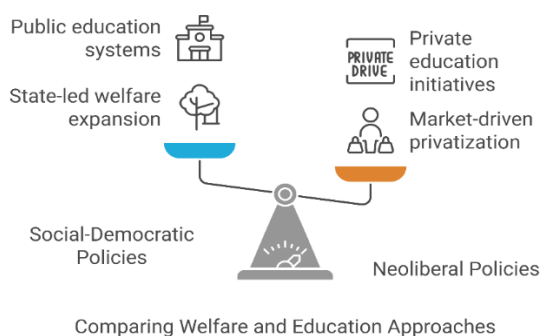 Public education
systems
State-led welfare
expansion
PRIVATE
DRIVE
Private
education
initiatives
Market-driven
privatization
Social-Democratic
Policies
Neoliberal Policies
Comparing Welfare and Education Approaches